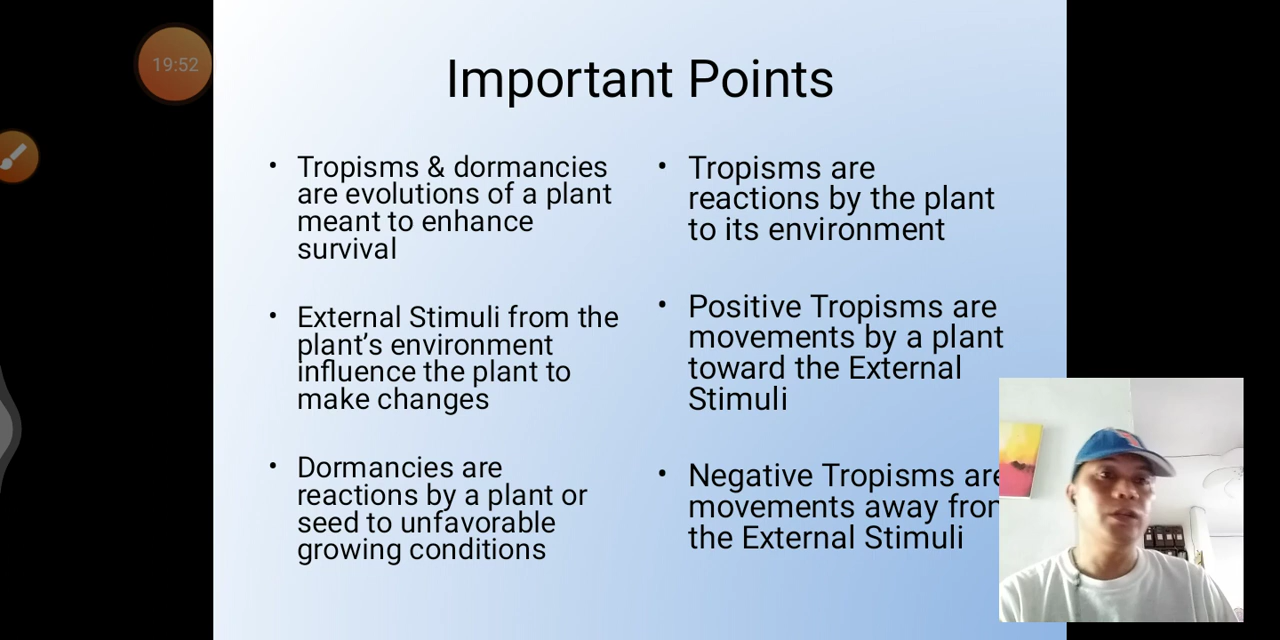 19:52
Important Points
• Tropisms & dormancies
are evolutions of a plant
meant to enhance
survival
• External Stimuli from the
plant’s environment
influence the plant to
make changes
• Dormancies are
reactions by a plant or
seed to unfavorable
growing conditions
• Tropisms are
reactions by the plant
to its environment
• Positive Tropisms are
movements by a plant
toward the External
Stimuli
• Negative Tropisms are
movements away from
the External Stimuli